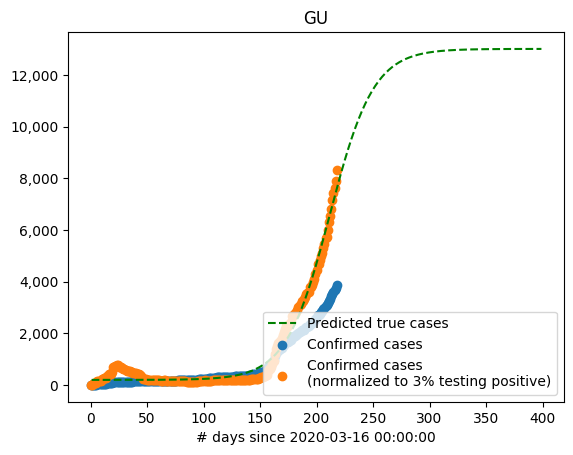 GU
12,000
10,000
8,000
6,000
4,000
2,000
0
Predicted true cases
Confirmed cases
Confirmed cases
(normalized to 3% testing positive)
0 50 100 150 200 250 300 350 400
# days since 2020-03-16 00:00:00